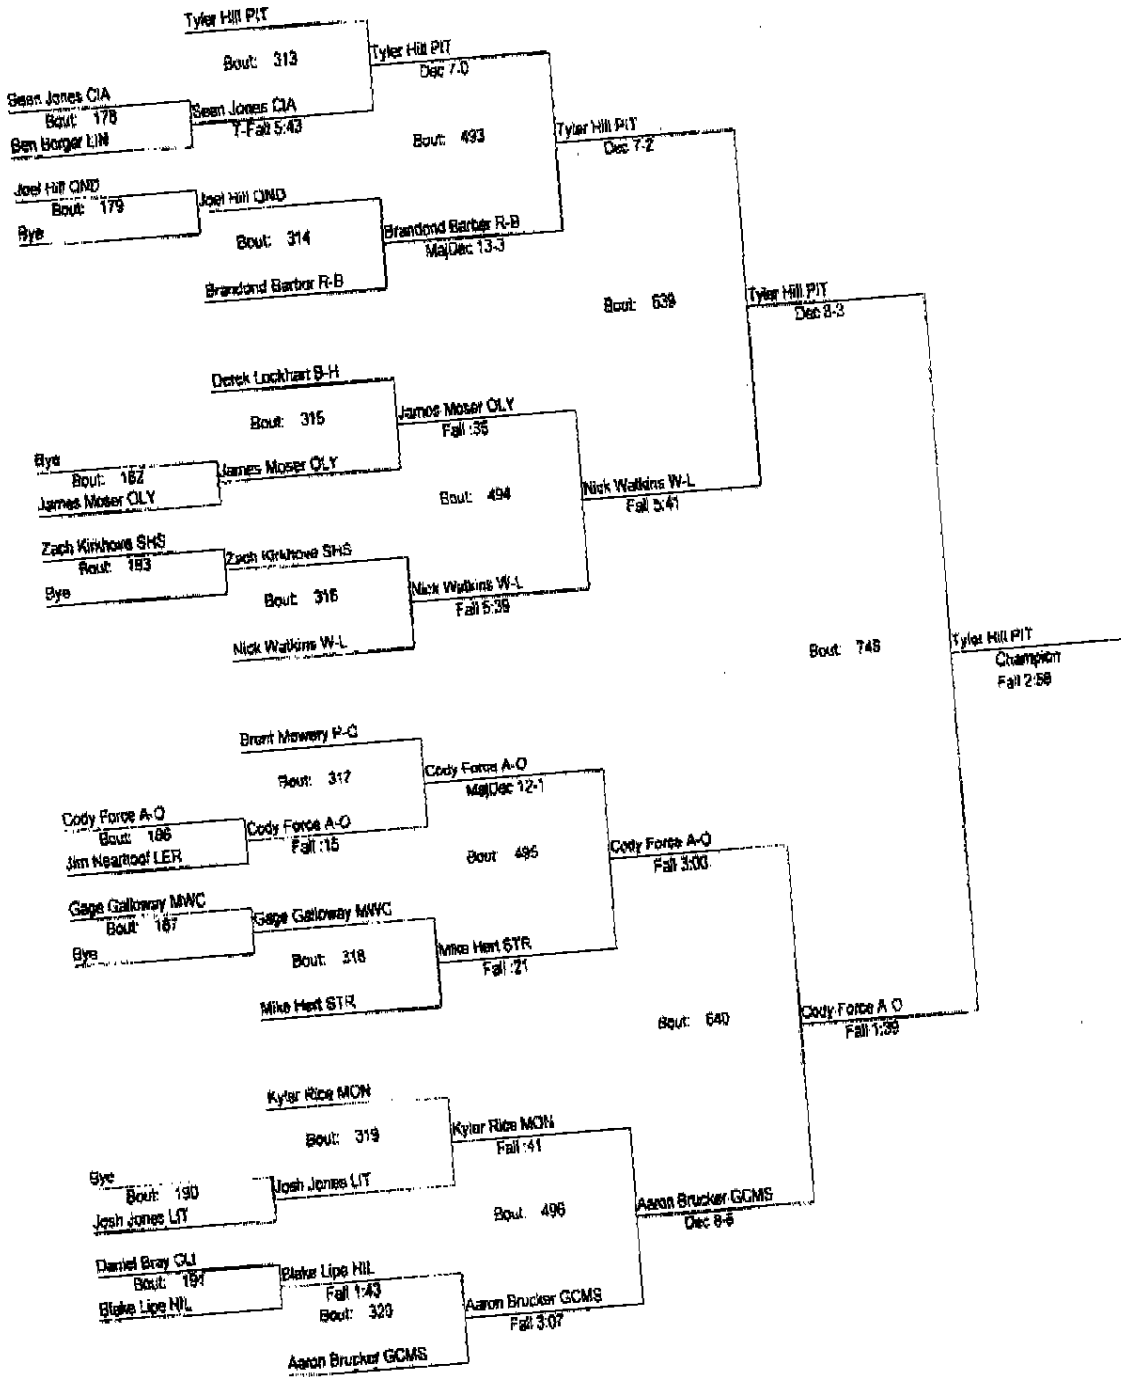 Tyler Hill PIT
Bout: 313
Tyler Hill PIT
Dec 7-0
Sean Jones CIA
Bout: 178
Ben Borger LIN
Sean Jones CIA
T-Fall 5:43
Bout: 493
Tyler Hill PIT
Dec 7-2
Joel Hill QND
Bout: 179
Bye
Joel Hill QND
Bout: 314
Brandond Barber R-B
MajDec 13-3
Brandond Barber R-B
Bout: 639
Tyler Hill PIT
Dec 8-3
Derek Lockhart B-H
Bout: 315
James Moser OLY
Fall :35
Bye
Bout: 182
James Moser OLY
James Moser OLY
Bout: 494
Nick Watkins W-L
Fall 5:41
Zach Kirkhove SHS
Bout: 183
Bye
Zach Kirkhove SHS
Bout: 316
Nick Watkins W-L
Fall 5:39
Nick Watkins W-L
Bout: 748
Tyler Hill PIT
Champion
Fall 2:58
Brent Mowery P-C
Bout: 317
Cody Force A-O
MajDec 12-1
Cody Force A-O
Bout: 186
Jim Nearhoof LER
Cody Force A-O
Fall :15
Bout: 495
Cody Force A-O
Fall 3:00
Gage Galloway MWC
Bout: 187
Bye
Gage Galloway MWC
Bout: 318
Mike Hert STR
Fall :21
Mike Hert STR
Bout: 640
Cody Force A O
Fall 1:39
Kyler Rice MON
Bout: 319
Kyler Rice MON
Fall :41
Bye
Bout: 190
Josh Jones LIT
Josh Jones LIT
Bout: 496
Aaron Brucker GCMS
Dec 8-6
Daniel Bray CLI
Bout: 191
Blake Lipe HIL
Blake Lipe HIL
Fall 1:43
Bout: 320
Aaron Brucker GCMS
Fall 3:07
Aaron Brucker GCMS